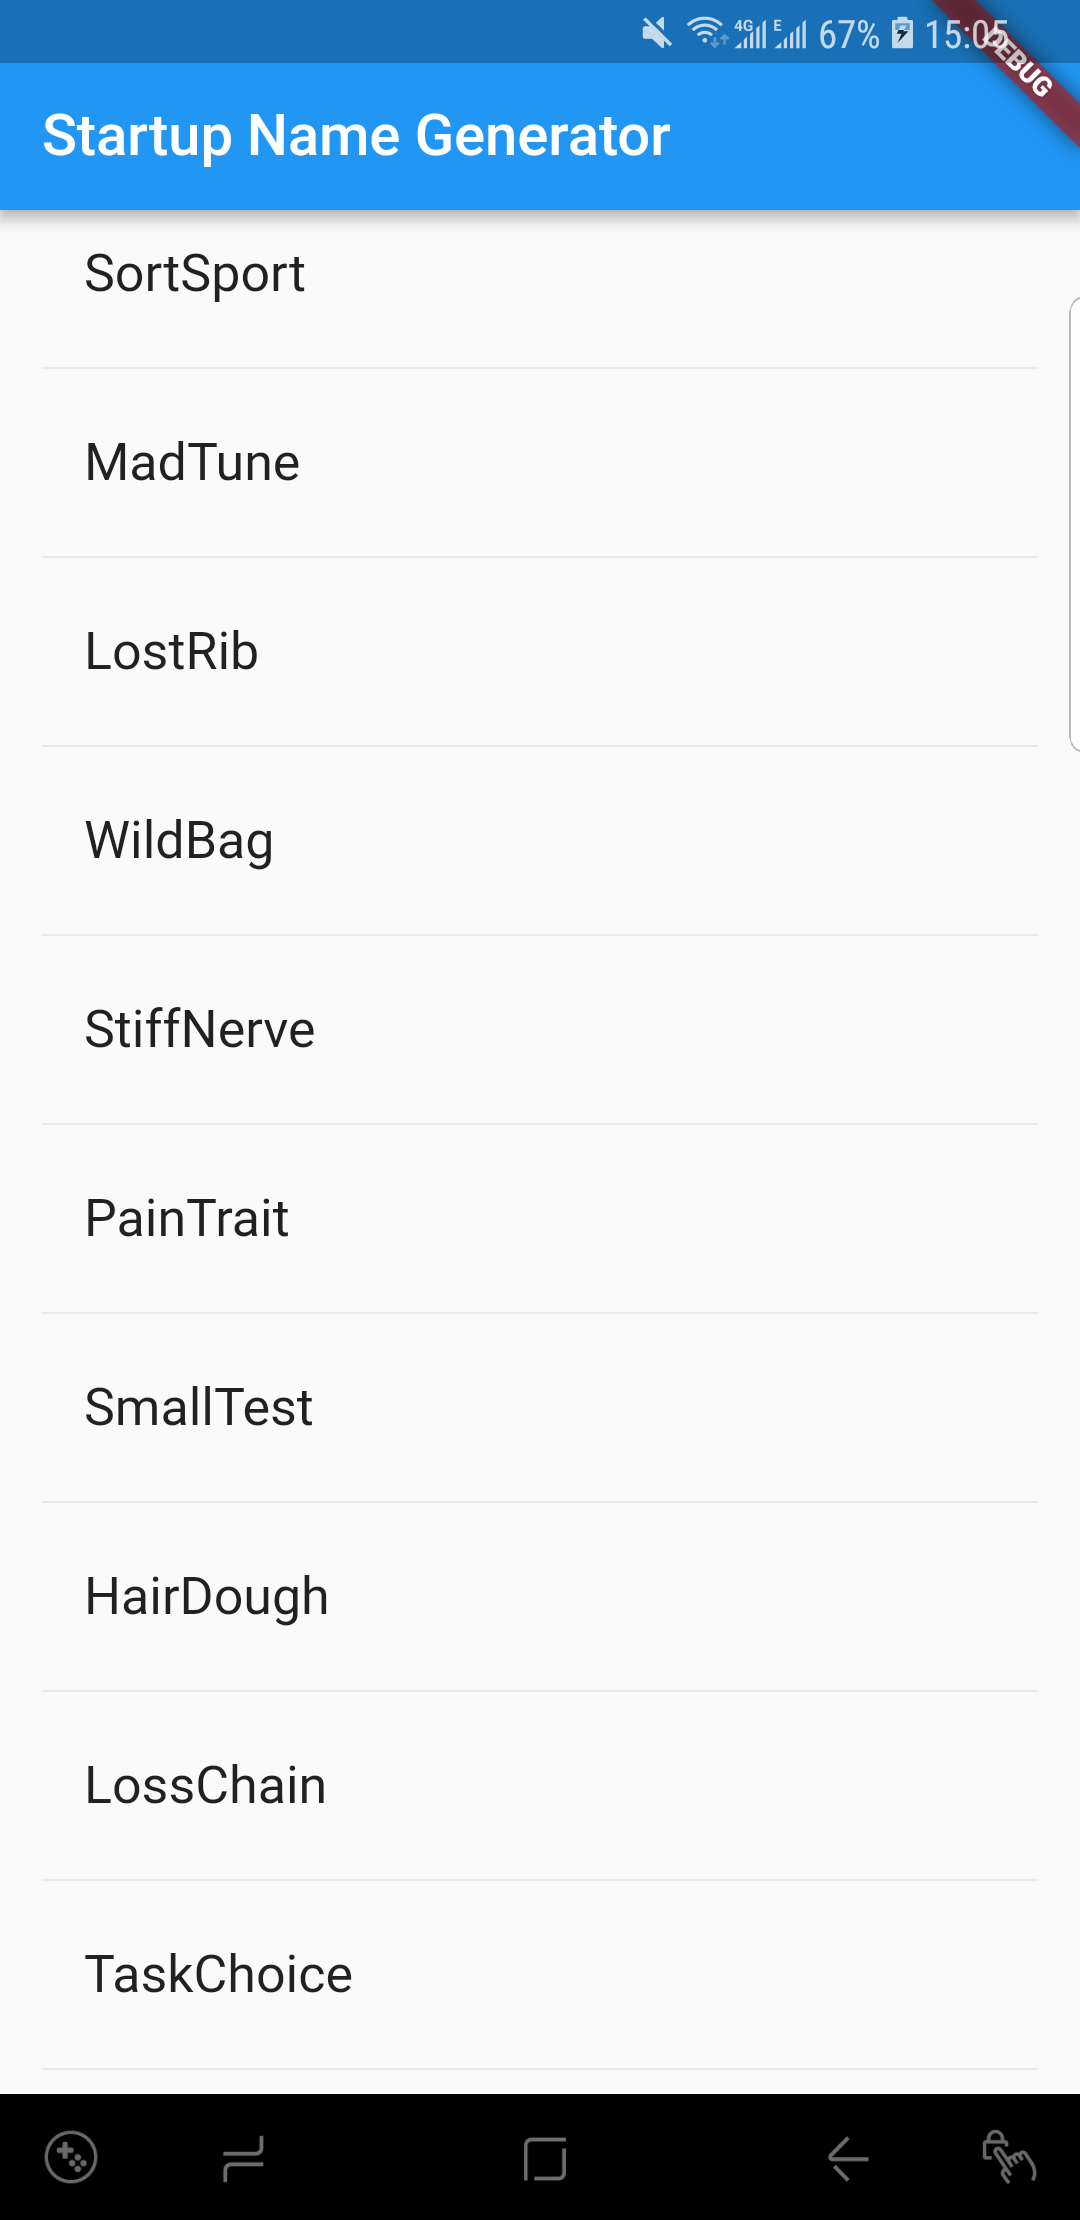 4G E 67% 15:05
DEBUG
Startup Name Generator
SortSport
MadTune
LostRib
WildBag
StiffNerve
PainTrait
SmallTest
HairDough
LossChain
TaskChoice